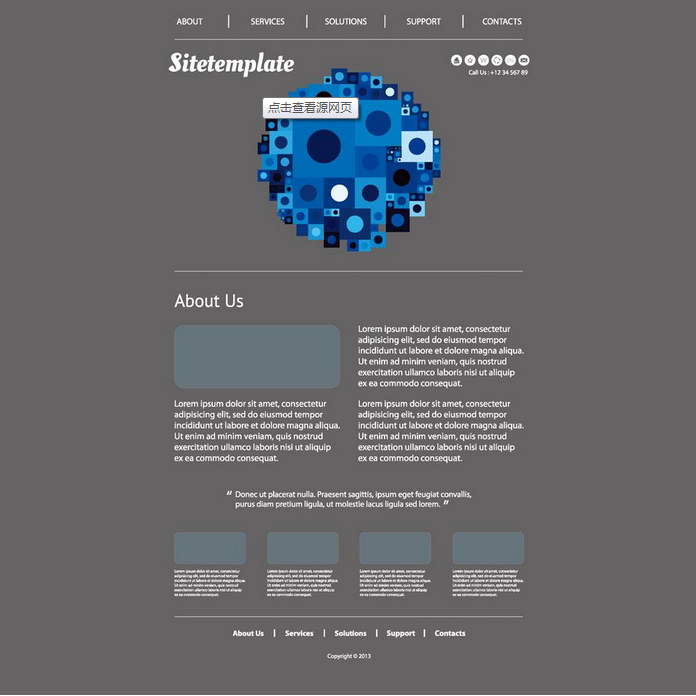 ABOUT
SERVICES
SOLUTIONS
SUPPORT
CONTACTS
Sitetemplate
Call Us : +12 34 567 89
点击查看源网页
About Us
Lorem ipsum dolor sit amet, consectetur
adipisicing elit, sed do eiusmod tempor
incididunt ut labore et dolore magna aliqua.
Ut enim ad minim veniam, quis nostrud
exercitation ullamco laboris nisi ut aliquip
ex ea commodo consequat.
Lorem ipsum dolor sit amet, consectetur
adipisicing elit, sed do eiusmod tempor
incididunt ut labore et dolore magna aliqua.
Ut enim ad minim veniam, quis nostrud
exercitation ullamco laboris nisi ut aliquip
ex ea commodo consequat.
Lorem ipsum dolor sit amet, consectetur
adipisicing elit, sed do eiusmod tempor
incididunt ut labore et dolore magna aliqua.
Ut enim ad minim veniam, quis nostrud
exercitation ullamco laboris nisi ut aliquip
ex ea commodo consequat.
“ Donec ut placerat nulla. Praesent sagittis, ipsum eget feugiat convallis,
purus diam pretium ligula, ut molestie lacus ligula sed lorem. ”
Lorem ipsum dolor sit amet, consectetur
adipisicing elit, sed do eiusmod tempor
incididunt ut labore et dolore magna aliqua.
Ut enim ad minim veniam, quis nostrud
exercitation ullamco laboris nisi ut aliquip
ex ea commodo consequat.
Lorem ipsum dolor sit amet, consectetur
adipisicing elit, sed do eiusmod tempor
incididunt ut labore et dolore magna aliqua.
Ut enim ad minim veniam, quis nostrud
exercitation ullamco laboris nisi ut aliquip
ex ea commodo consequat.
Lorem ipsum dolor sit amet, consectetur
adipisicing elit, sed do eiusmod tempor
incididunt ut labore et dolore magna aliqua.
Ut enim ad minim veniam, quis nostrud
exercitation ullamco laboris nisi ut aliquip
ex ea commodo consequat.
Lorem ipsum dolor sit amet, consectetur
adipisicing elit, sed do eiusmod tempor
incididunt ut labore et dolore magna aliqua.
Ut enim ad minim veniam, quis nostrud
exercitation ullamco laboris nisi ut aliquip
ex ea commodo consequat.
About Us | Services | Solutions | Support | Contacts
Copyright © 2013